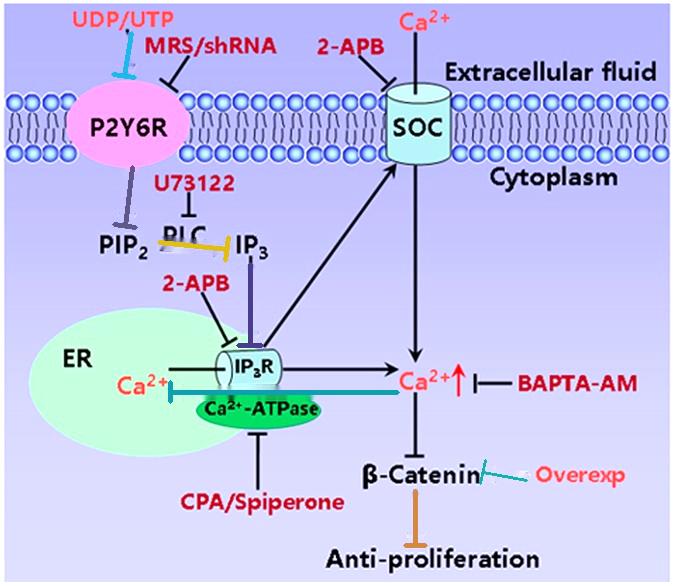 UDP/UTP
Ca²⁺
MRS/shRNA
2-APB
Extracellular fluid
P2Y6R
SOC
Cytoplasm
U73122
PIP₂
PLC
IP₃
2-APB
ER
IP₃R
Ca²⁺
Ca²⁺
BAPTA-AM
Ca²⁺-ATPase
β-Catenin
Overexp
CPA/Spiperone
Anti-proliferation